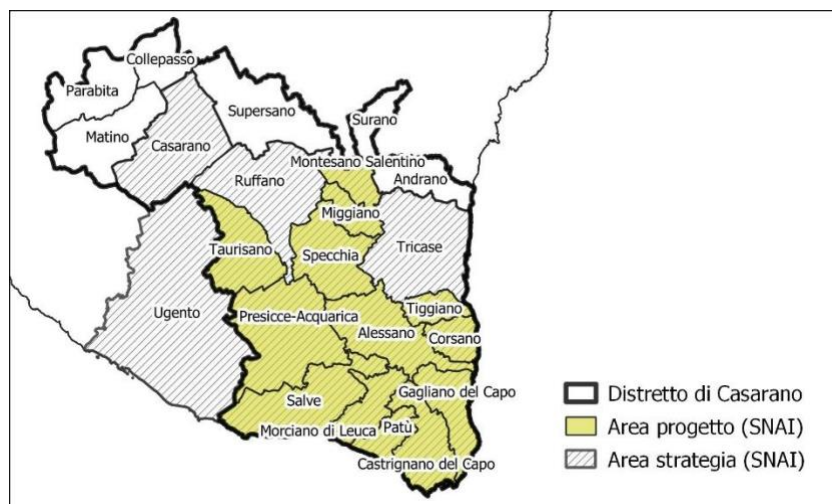 Collepasso
Parabita
Supersano
Surano
Matino
Casarano
Montesano Salentino
Ruffano
Andrano
Miggiano
Taurisano
Specchia
Tricase
Ugento
Tiggiano
Presicce-Acquarica
Alessano
Corsano
Salve
Gagliano del Capo
Morciano di Leuca
Patù
Castrignano del Capo
Distretto di Casarano
Area progetto (SNAI)
Area strategia (SNAI)